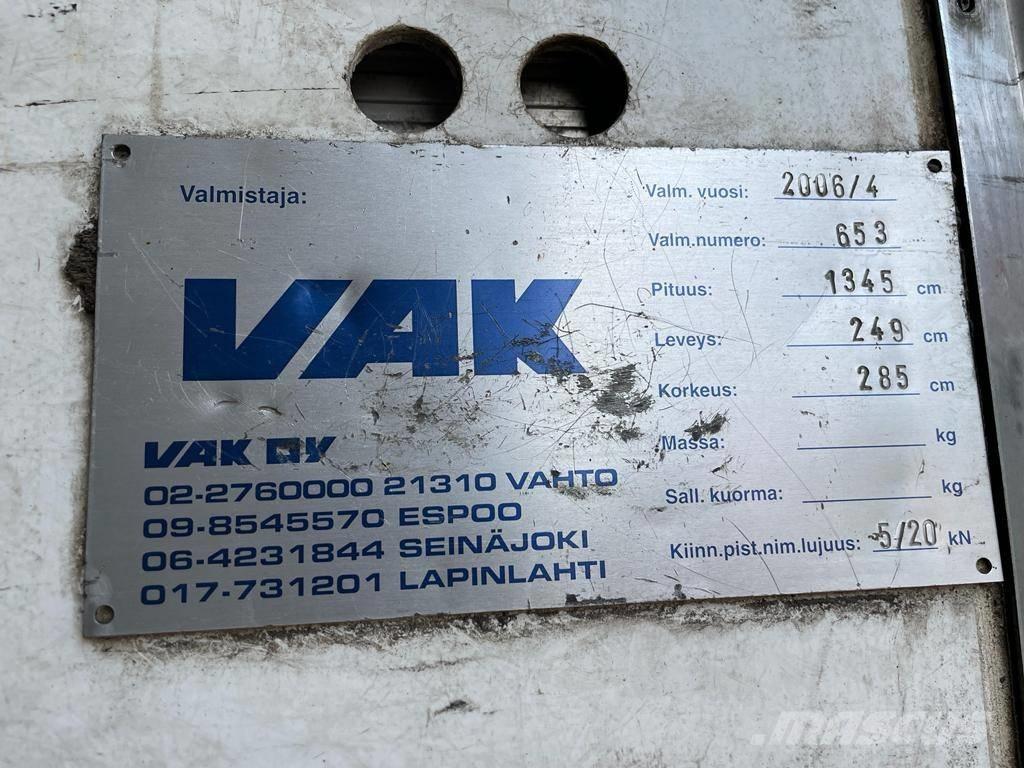 Valmistaja:
VAK
VAK OY
02-2760000 21310 VAHTO
09-8545570 ESPOO
06-4231844 SEINÄJOKI
017-731201 LAPINLAHTI
Valm. vuosi: 2006/4
Valm.numero: 653
Pituus: 1345 cm
Leveys: 249 cm
Korkeus: 285 cm
Massa: kg
Sall. kuorma: kg
Kiinn.pist.nim.lujuus: 5/20 kN
mascus